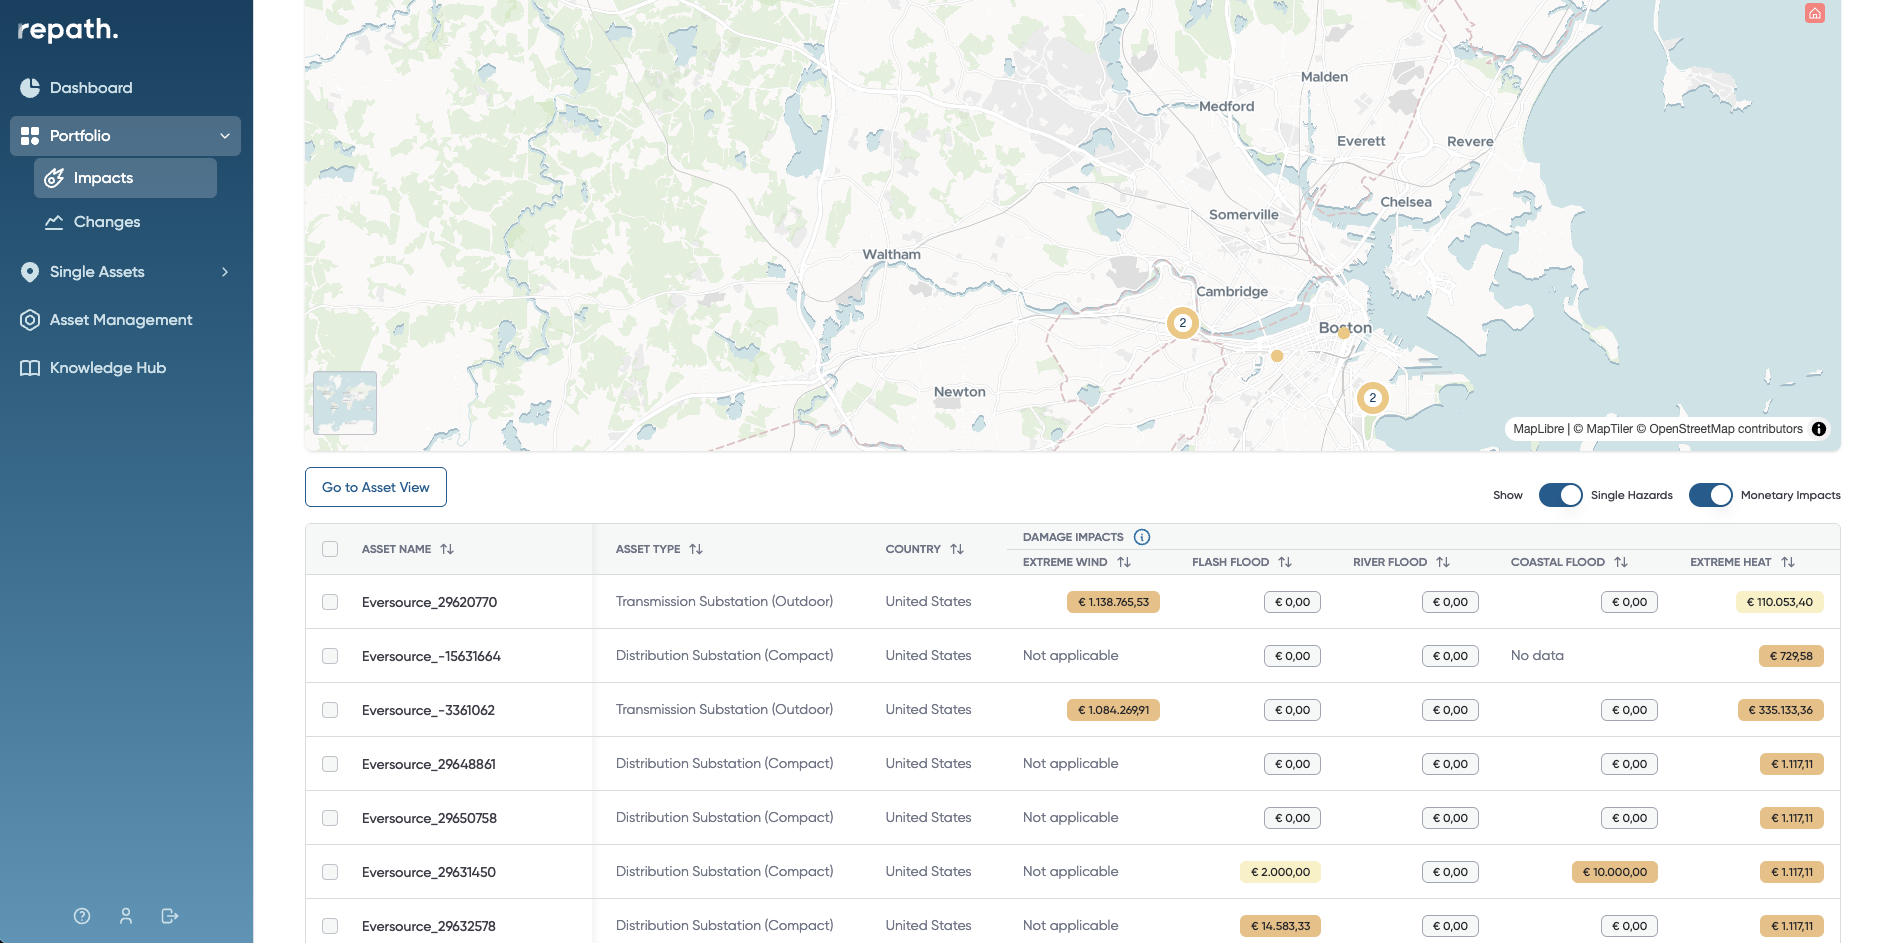 repath.
Dashboard
Portfolio
Impacts
Changes
Single Assets
Asset Management
Knowledge Hub
Malden
Medford
Everett
Revere
Chelsea
Somerville
Waltham
Cambridge
2
Boston
Newton
2
MapLibre | © MapTiler © OpenStreetMap contributors
Go to Asset View
Show Single Hazards Monetary Impacts
DAMAGE IMPACTS
ASSET NAME ASSET TYPE COUNTRY EXTREME WIND FLASH FLOOD RIVER FLOOD COASTAL FLOOD EXTREME HEAT
Eversource_29620770 Transmission Substation (Outdoor) United States € 1.138.765,53 € 0,00 € 0,00 € 0,00 € 110.053,40
Eversource_-15631664 Distribution Substation (Compact) United States Not applicable € 0,00 € 0,00 No data € 729,58
Eversource_-3361062 Transmission Substation (Outdoor) United States € 1.084.269,91 € 0,00 € 0,00 € 0,00 € 335.133,36
Eversource_29648861 Distribution Substation (Compact) United States Not applicable € 0,00 € 0,00 € 0,00 € 1.117,11
Eversource_29650758 Distribution Substation (Compact) United States Not applicable € 0,00 € 0,00 € 0,00 € 1.117,11
Eversource_29631450 Distribution Substation (Compact) United States Not applicable € 2.000,00 € 0,00 € 10.000,00 € 1.117,11
Eversource_29632578 Distribution Substation (Compact) United States Not applicable € 14.583,33 € 0,00 € 0,00 € 1.117,11